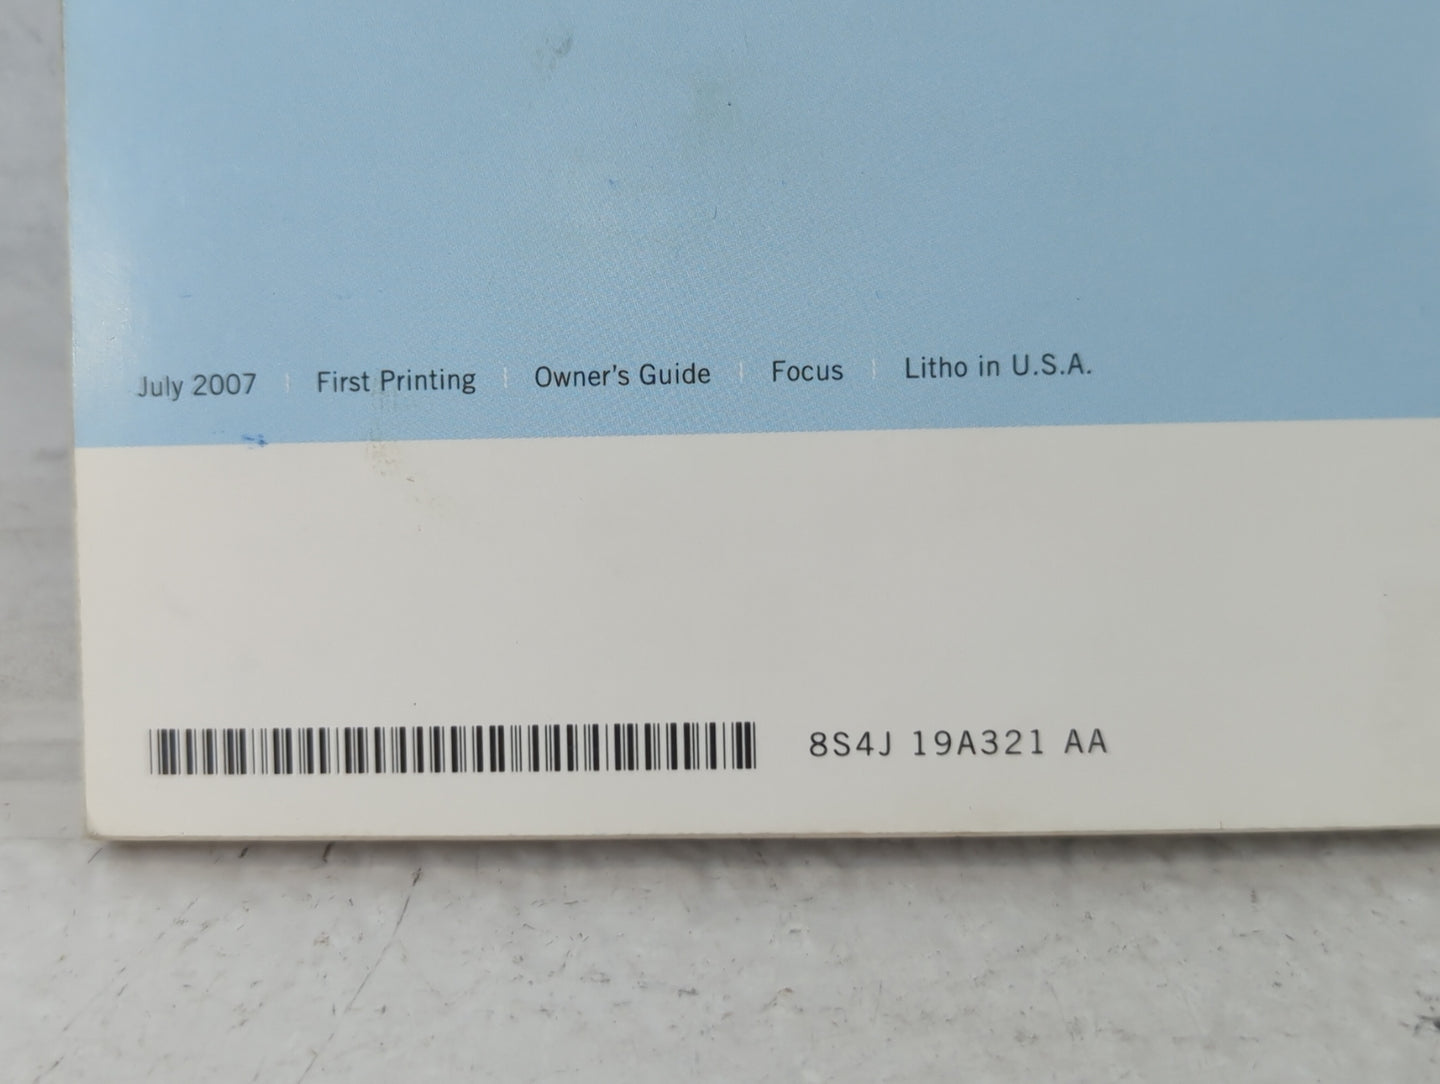 July 2007 | First Printing | Owner's Guide | Focus | Litho in U.S.A.
8S4J 19A321 AA